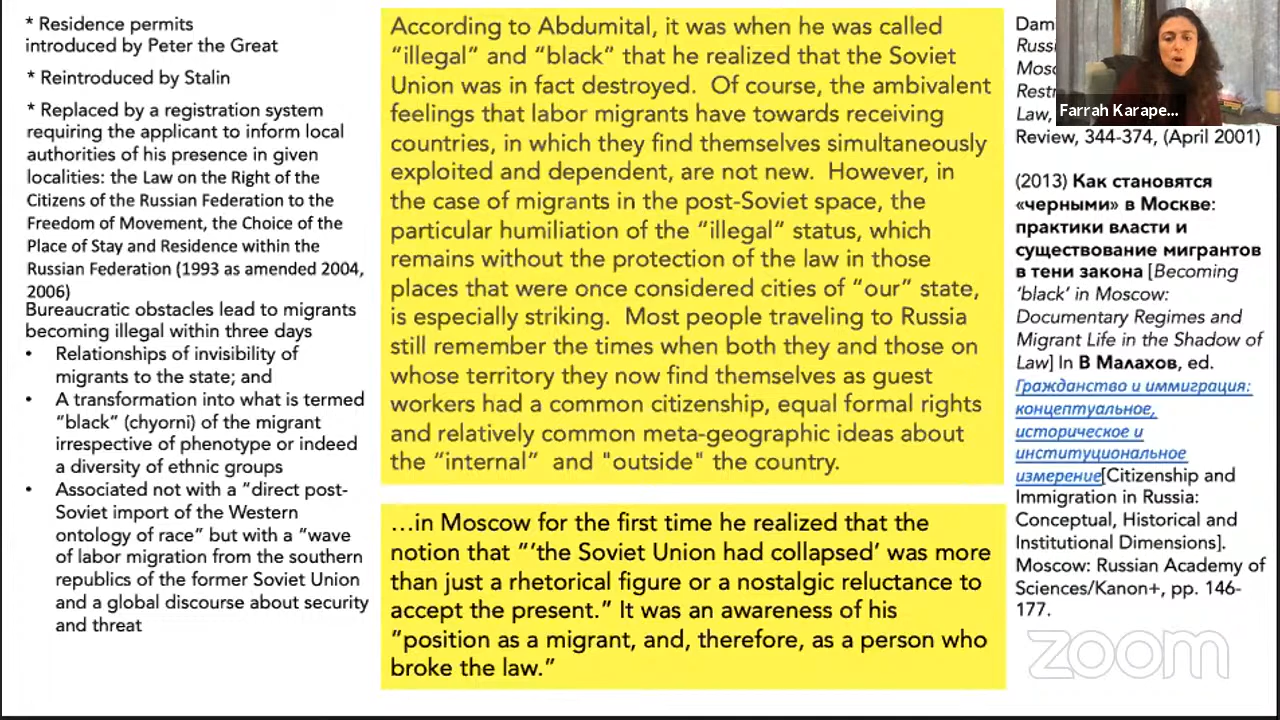 * Residence permits
introduced by Peter the Great
* Reintroduced by Stalin
* Replaced by a registration system
requiring the applicant to inform local
authorities of his presence in given
localities: the Law on the Right of the
Citizens of the Russian Federation to the
Freedom of Movement, the Choice of the
Place of Stay and Residence within the
Russian Federation (1993 as amended 2004,
2006)
Bureaucratic obstacles lead to migrants
becoming illegal within three days
• Relationships of invisibility of
migrants to the state; and
• A transformation into what is termed
“black” (chyorni) of the migrant
irrespective of phenotype or indeed
a diversity of ethnic groups
• Associated not with a “direct post-
Soviet import of the Western
ontology of race” but with a “wave
of labor migration from the southern
republics of the former Soviet Union
and a global discourse about security
and threat
According to Abdumital, it was when he was called
“illegal” and “black” that he realized that the Soviet
Union was in fact destroyed. Of course, the ambivalent
feelings that labor migrants have towards receiving
countries, in which they find themselves simultaneously
exploited and dependent, are not new. However, in
the case of migrants in the post-Soviet space, the
particular humiliation of the “illegal” status, which
remains without the protection of the law in those
places that were once considered cities of “our” state,
is especially striking. Most people traveling to Russia
still remember the times when both they and those on
whose territory they now find themselves as guest
workers had a common citizenship, equal formal rights
and relatively common meta-geographic ideas about
the “internal” and "outside" the country.
…in Moscow for the first time he realized that the
notion that “‘the Soviet Union had collapsed’ was more
than just a rhetorical figure or a nostalgic reluctance to
accept the present.” It was an awareness of his
“position as a migrant, and, therefore, as a person who
broke the law.”
Law,
Review, 344-374, (April 2001)
(2013) Как становятся
«черными» в Москве:
практики власти и
существование мигрантов
в тени закона [Becoming
‘black’ in Moscow:
Documentary Regimes and
Migrant Life in the Shadow of
Law] In В Малахов, ed.
Гражданство и иммиграция:
концептуальное,
историческое и
институциональное
измерение[Citizenship and
Immigration in Russia:
Conceptual, Historical and
Institutional Dimensions].
Moscow: Russian Academy of
Sciences/Kanon+, pp. 146-
177.
Farrah Karape...
zoom